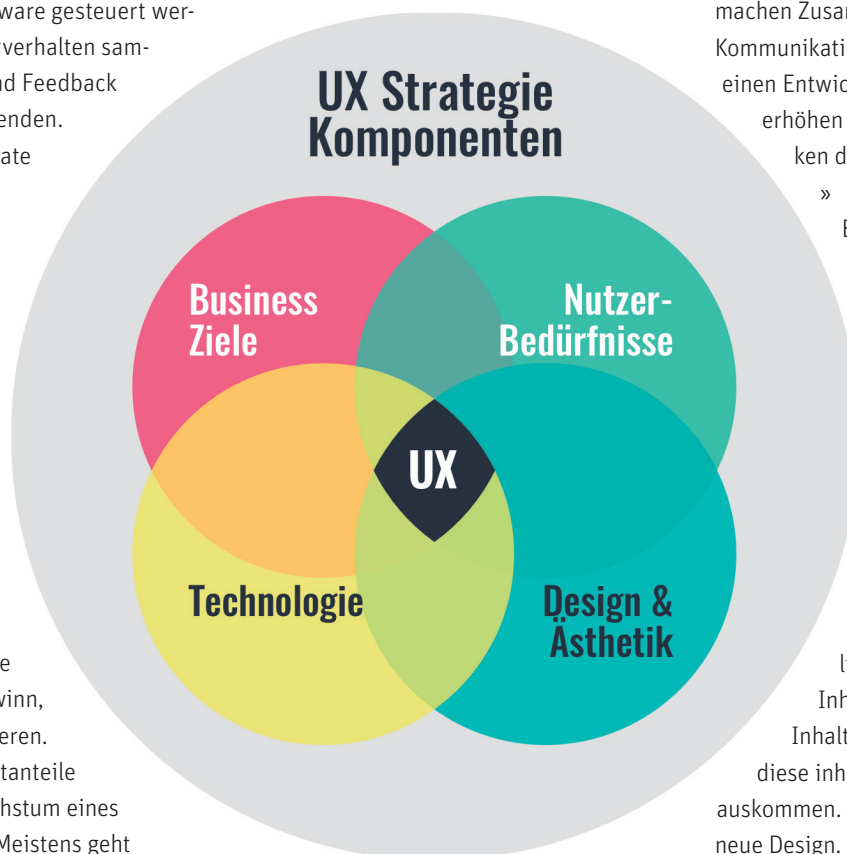 ware gesteuert wer-
verhalten sam-
nd Feedback
enden.
ate
UX Strategie
Komponenten
machen Zusa
Kommunikati
einen Entwic
erhöhen
ken d
»
E
Business
Ziele
Nutzer-
Bedürfnisse
UX
Technologie
Design &
Ästhetik
e
winn,
eren.
tanteile
hstum eines
Meistens geht
Inh
Inhalt
diese inh
auskommen.
neue Design.